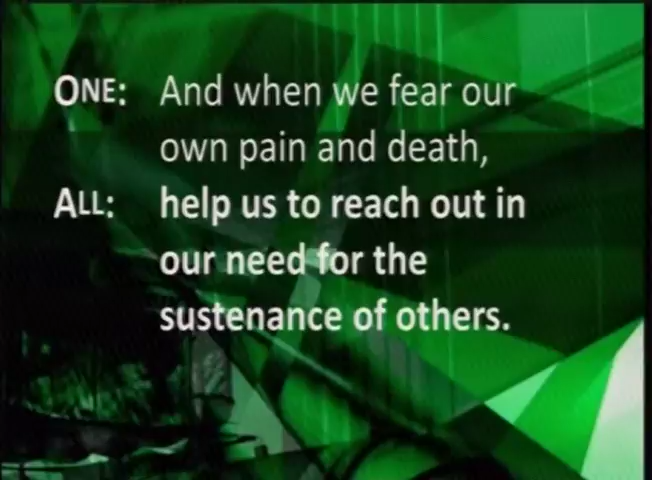 ONE: And when we fear our
own pain and death,
ALL: help us to reach out in
our need for the
sustenance of others.